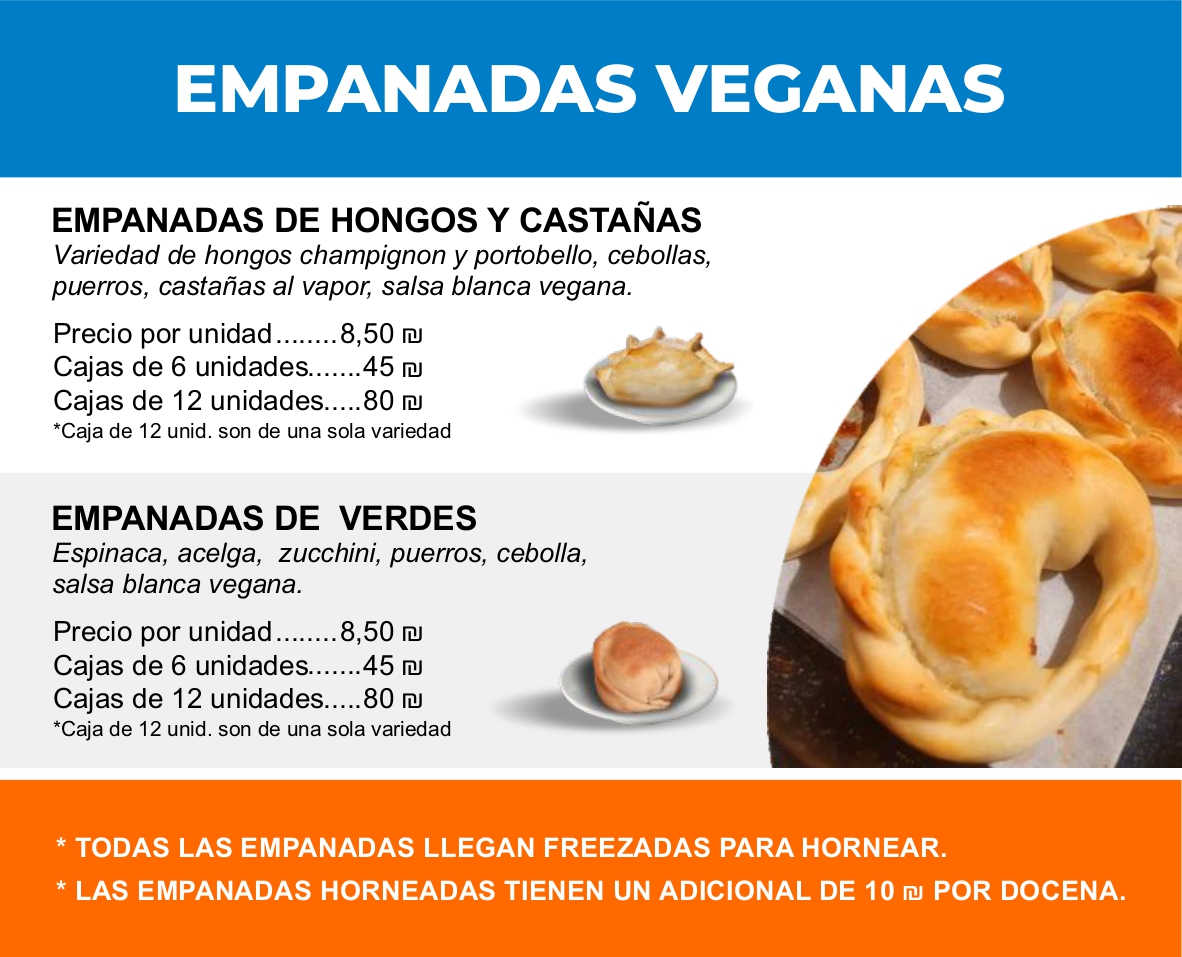 EMPANADAS VEGANAS
EMPANADAS DE HONGOS Y CASTAÑAS
Variedad de hongos champignon y portobello, cebollas,
puerros, castañas al vapor, salsa blanca vegana.
Precio por unidad........8,50 ₪
Cajas de 6 unidades.......45 ₪
Cajas de 12 unidades.....80 ₪
*Caja de 12 unid. son de una sola variedad
EMPANADAS DE  VERDES
Espinaca, acelga,  zucchini, puerros, cebolla,
salsa blanca vegana.
Precio por unidad........8,50 ₪
Cajas de 6 unidades.......45 ₪
Cajas de 12 unidades.....80 ₪
*Caja de 12 unid. son de una sola variedad
* TODAS LAS EMPANADAS LLEGAN FREEZADAS PARA HORNEAR.
* LAS EMPANADAS HORNEADAS TIENEN UN ADICIONAL DE 10 ₪ POR DOCENA.